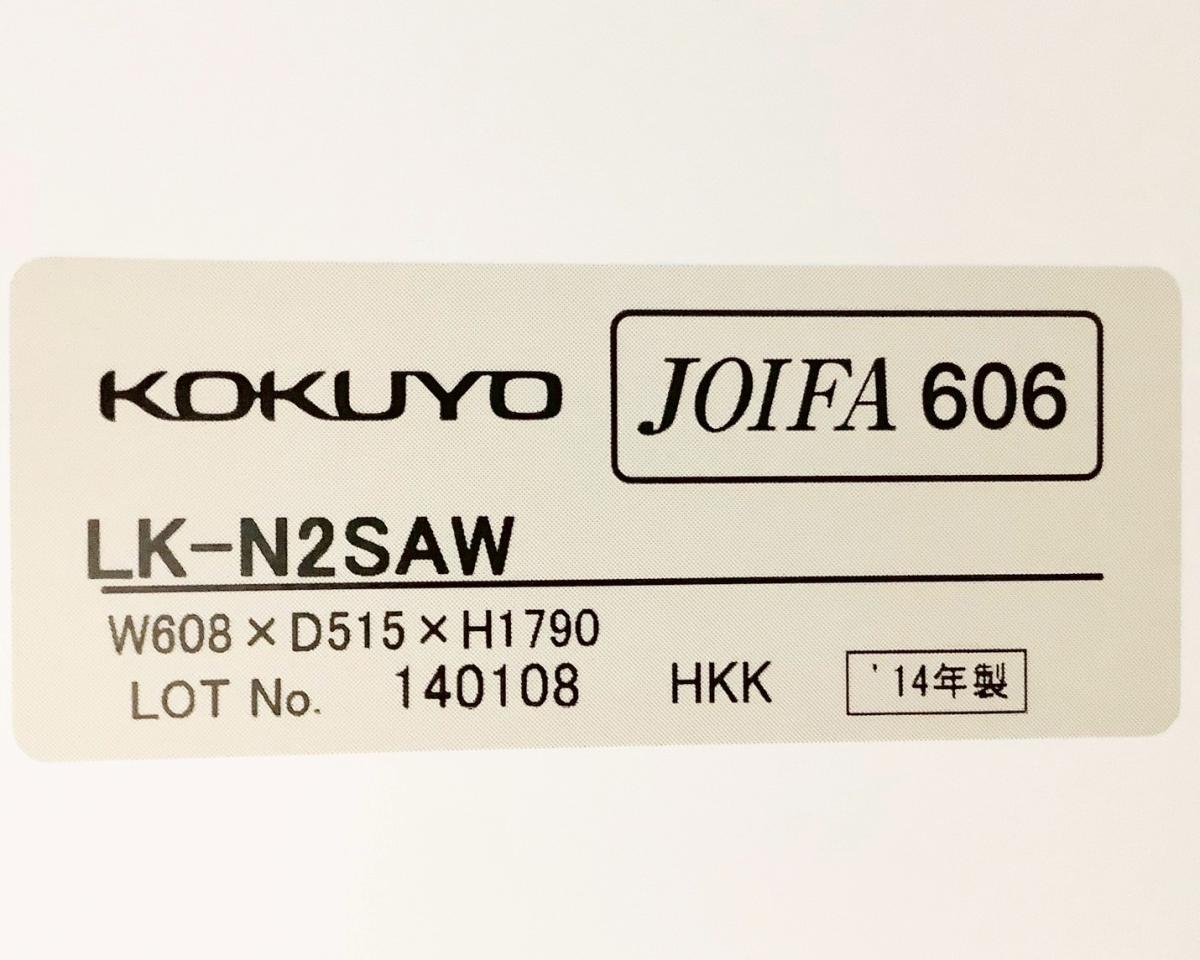 KOKUYO JOIFA 606
LK-N2SAW
W608×D515×H1790
LOT No. 140108 HKK '14年製